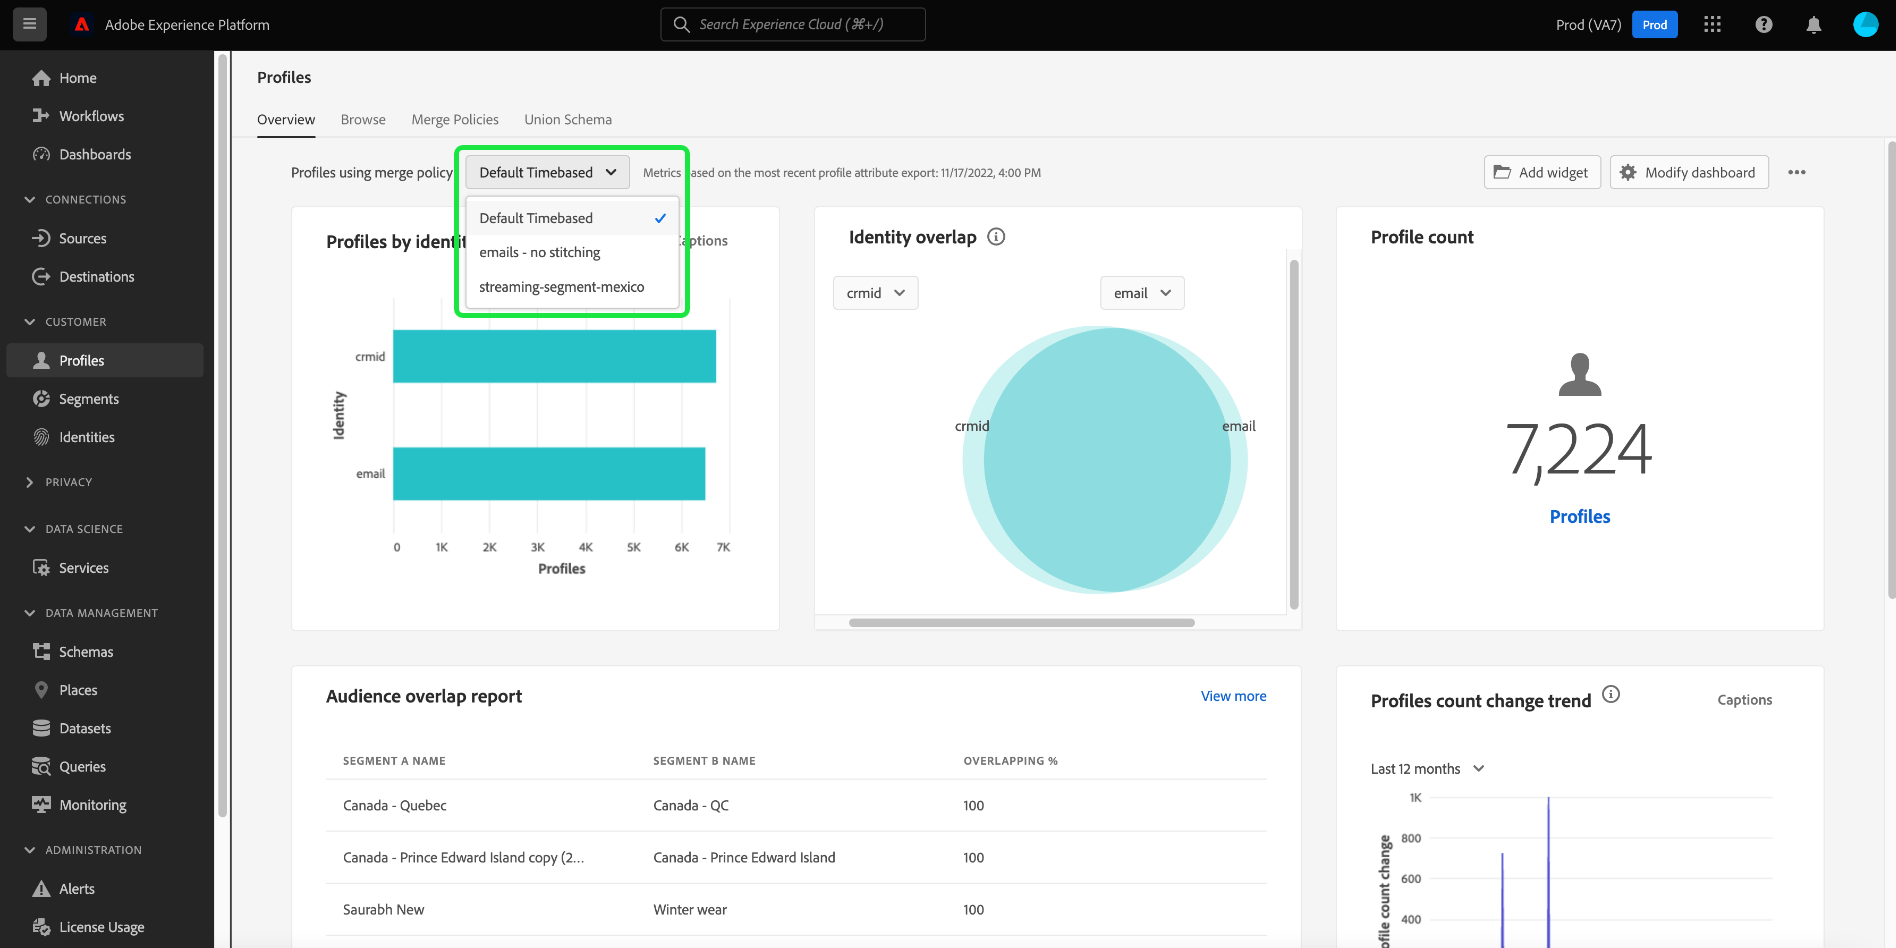 Adobe Experience Platform
Search Experience Cloud (⌘+/)
Prod (VA7)
Prod
Home
Workflows
Dashboards
CONNECTIONS
Sources
Destinations
CUSTOMER
Profiles
Segments
Identities
PRIVACY
DATA SCIENCE
Services
DATA MANAGEMENT
Schemas
Places
Datasets
Queries
Monitoring
ADMINISTRATION
Alerts
License Usage
Profiles
Overview Browse Merge Policies Union Schema
Profiles using merge policy
Default Timebased
Metrics based on the most recent profile attribute export: 11/17/2022, 4:00 PM
Add widget
Modify dashboard
Default Timebased
emails - no stitching
streaming-segment-mexico
Profiles by identit
Captions
Identity
crmid
email
0 1K 2K 3K 4K 5K 6K 7K
Profiles
Identity overlap
crmid
email
crmid
email
Profile count
7,224
Profiles
Audience overlap report
View more
SEGMENT A NAME SEGMENT B NAME OVERLAPPING %
Canada - Quebec Canada - QC 100
Canada - Prince Edward Island copy (2... Canada - Prince Edward Island 100
Saurabh New Winter wear 100
Profiles count change trend
Captions
Last 12 months
1K
800
600
400
ofile count change